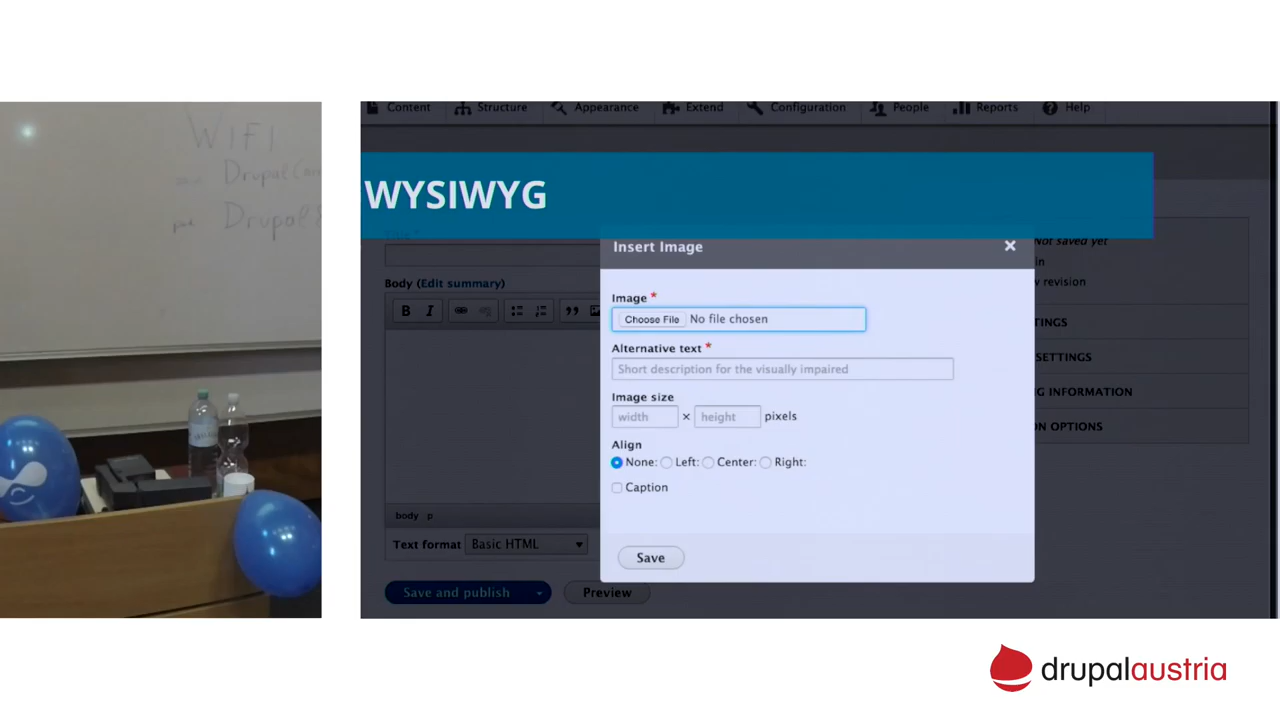 WIFI
Drupal
Drupal
Content Structure Appearance Extend Configuration People Reports Help
WYSIWYG
Insert Image
Not saved yet
Body (Edit summary)
B I
Image *
Choose File No file chosen
Alternative text *
Short description for the visually impaired
Image size
width × height pixels
Align
None: Left: Center: Right:
Caption
SETTINGS
INFORMATION
OPTIONS
revision
body p
Text format Basic HTML
Save
Save and publish Preview
drupalaustria